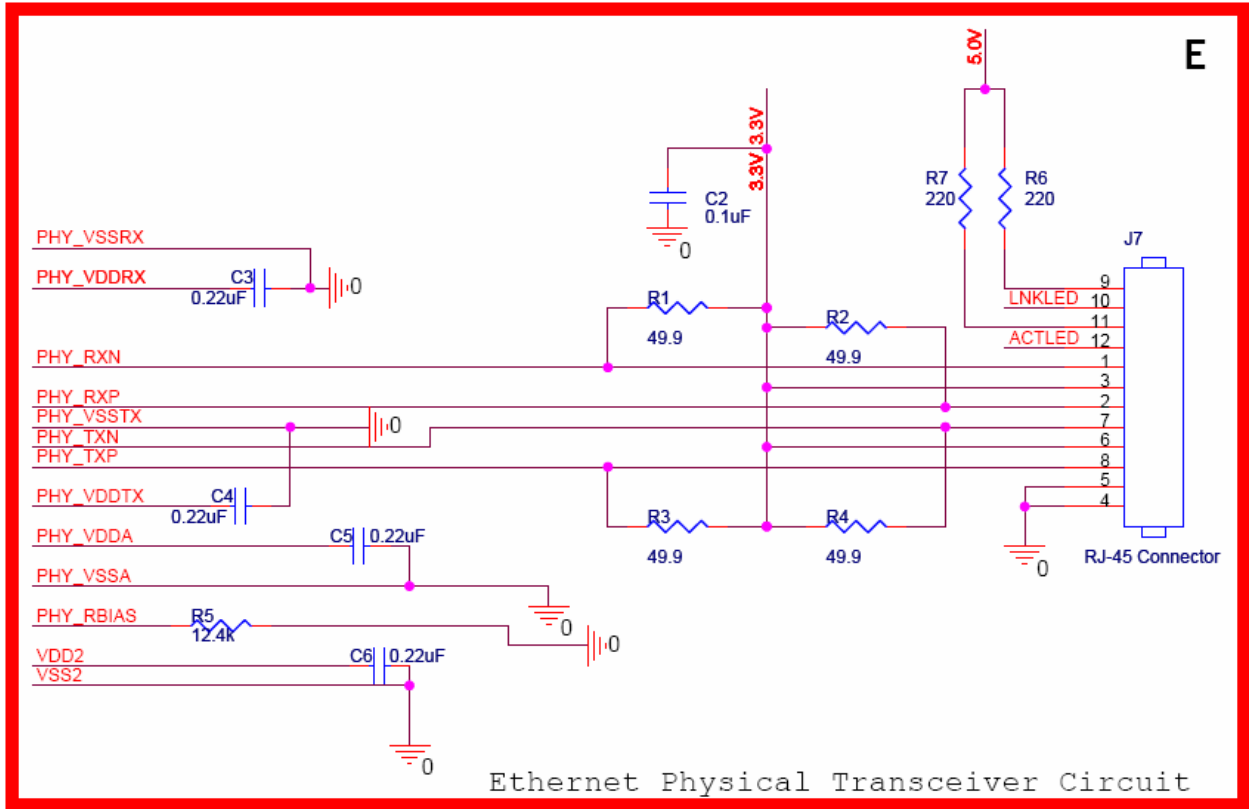 E
5.0V
3.3V
3.3V
C2
0.1uF
0
R7
220
R6
220
J7
PHY_VSSRX
PHY_VDDRX
C3
0.22uF
0
R1
49.9
R2
49.9
9
LNKLED
10
11
ACTLED
12
1
3
2
7
6
8
5
4
PHY_RXN
PHY_RXP
PHY_VSSTX
0
PHY_TXN
PHY_TXP
PHY_VDDTX
C4
0.22uF
R3
49.9
R4
49.9
0
RJ-45 Connector
PHY_VDDA
C5
0.22uF
PHY_VSSA
0
PHY_RBIAS
R5
12.4k
0
VDD2
C6
0.22uF
VSS2
0
Ethernet Physical Transceiver Circuit